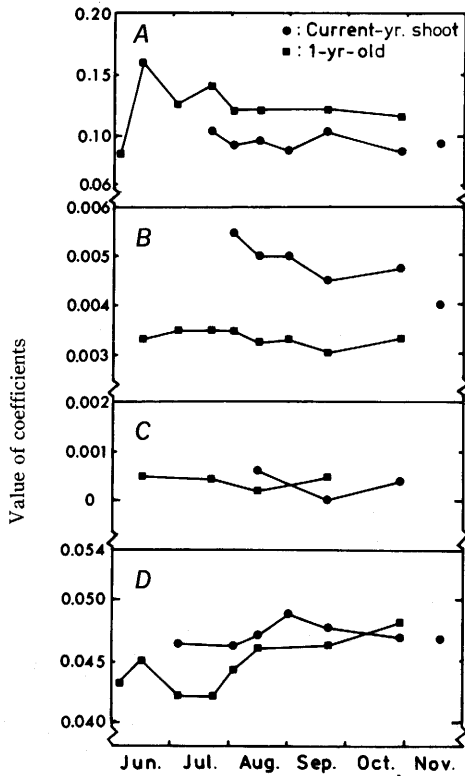 A
●: Current-yr. shoot
■: 1-yr-old
0.20
0.15
0.10
0.06
B
0.006
0.005
0.004
0.003
C
0.002
0.001
0
D
0.054
0.050
0.045
0.040
Value of coefficients
Jun. Jul. Aug. Sep. Oct. Nov.